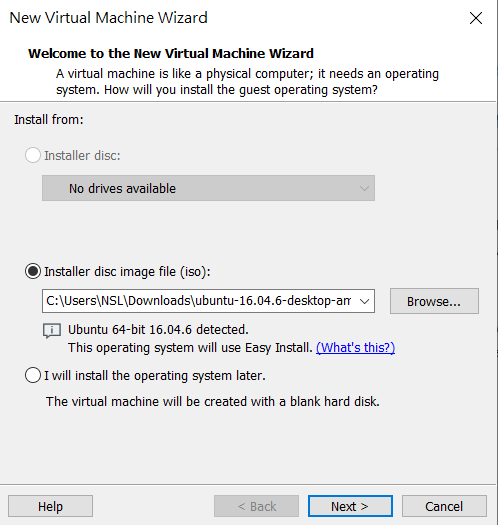 New Virtual Machine Wizard
Welcome to the New Virtual Machine Wizard
A virtual machine is like a physical computer; it needs an operating
system. How will you install the guest operating system?
Install from:
Installer disc:
No drives available
Installer disc image file (iso):
C:\Users\NSL\Downloads\ubuntu-16.04.6-desktop-am
Browse...
Ubuntu 64-bit 16.04.6 detected.
This operating system will use Easy Install. (What's this?)
I will install the operating system later.
The virtual machine will be created with a blank hard disk.
Help
< Back
Next >
Cancel